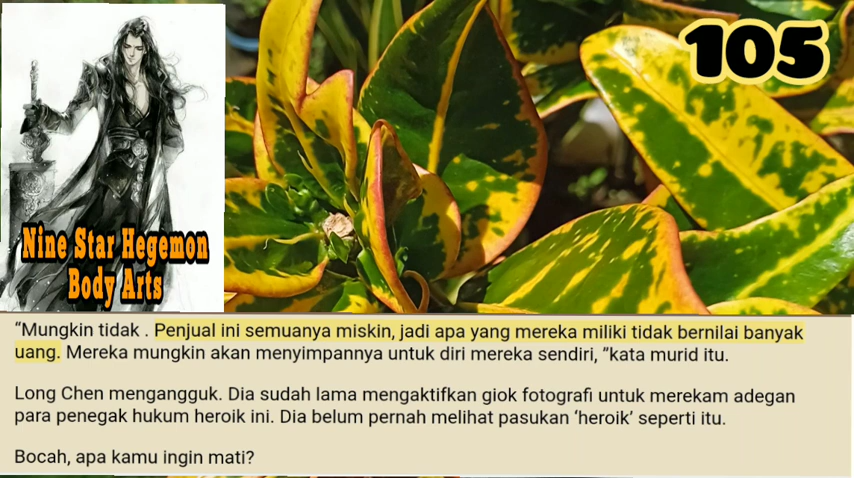 105
Nine Star Hegemon
Body Arts
“Mungkin tidak . Penjual ini semuanya miskin, jadi apa yang mereka miliki tidak bernilai banyak
uang. Mereka mungkin akan menyimpannya untuk diri mereka sendiri, ”kata murid itu.
Long Chen mengangguk. Dia sudah lama mengaktifkan giok fotografi untuk merekam adegan
para penegak hukum heroik ini. Dia belum pernah melihat pasukan ‘heroik’ seperti itu.
Bocah, apa kamu ingin mati?